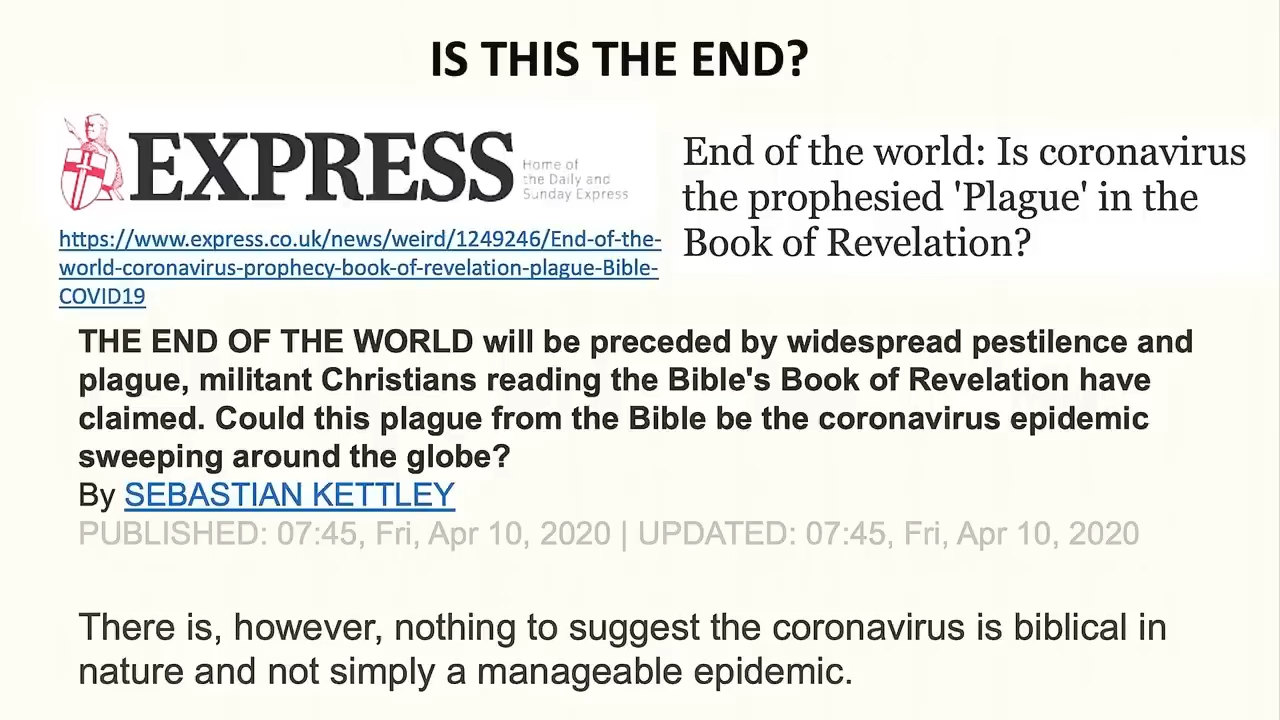 IS THIS THE END?
EXPRESS
Home of
the Daily and
Sunday Express
End of the world: Is coronavirus
the prophesied 'Plague' in the
Book of Revelation?
https://www.express.co.uk/news/weird/1249246/End-of-the-
world-coronavirus-prophecy-book-of-revelation-plague-Bible-
COVID19
THE END OF THE WORLD will be preceded by widespread pestilence and
plague, militant Christians reading the Bible's Book of Revelation have
claimed. Could this plague from the Bible be the coronavirus epidemic
sweeping around the globe?
By SEBASTIAN KETTLEY
PUBLISHED: 07:45, Fri, Apr 10, 2020 | UPDATED: 07:45, Fri, Apr 10, 2020
There is, however, nothing to suggest the coronavirus is biblical in
nature and not simply a manageable epidemic.